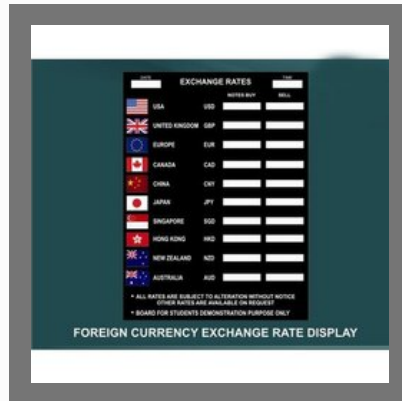 DATE EXCHANGE RATES TIME
NOTES BUY SELL
USA USD
UNITED KINGDOM GBP
EUROPE EUR
CANADA CAD
CHINA CNY
JAPAN JPY
SINGAPORE SGD
HONG KONG HKD
NEW ZEALAND NZD
AUSTRALIA AUD
* ALL RATES ARE SUBJECT TO ALTERATION WITHOUT NOTICE
OTHER RATES ARE AVAILABLE ON REQUEST
* BOARD FOR STUDENTS DEMONSTRATION PURPOSE ONLY
FOREIGN CURRENCY EXCHANGE RATE DISPLAY